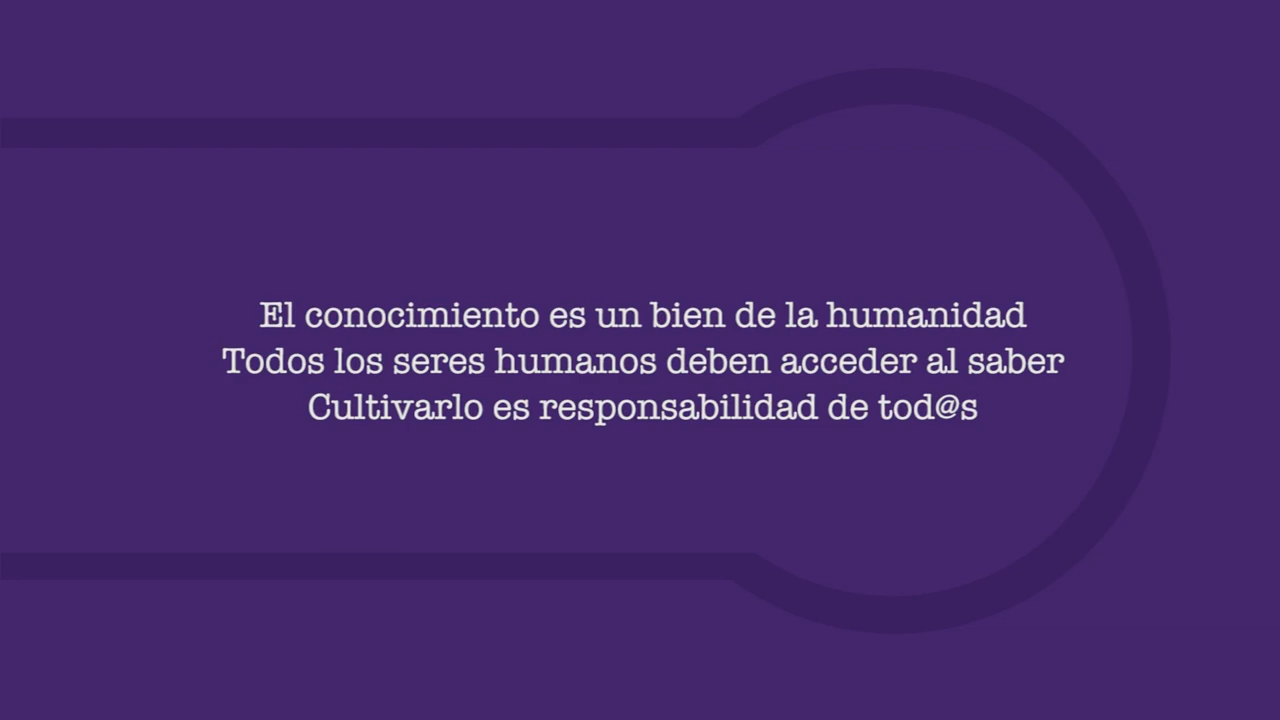 El conocimiento es un bien de la humanidad
Todos los seres humanos deben acceder al saber
Cultivarlo es responsabilidad de tod@s